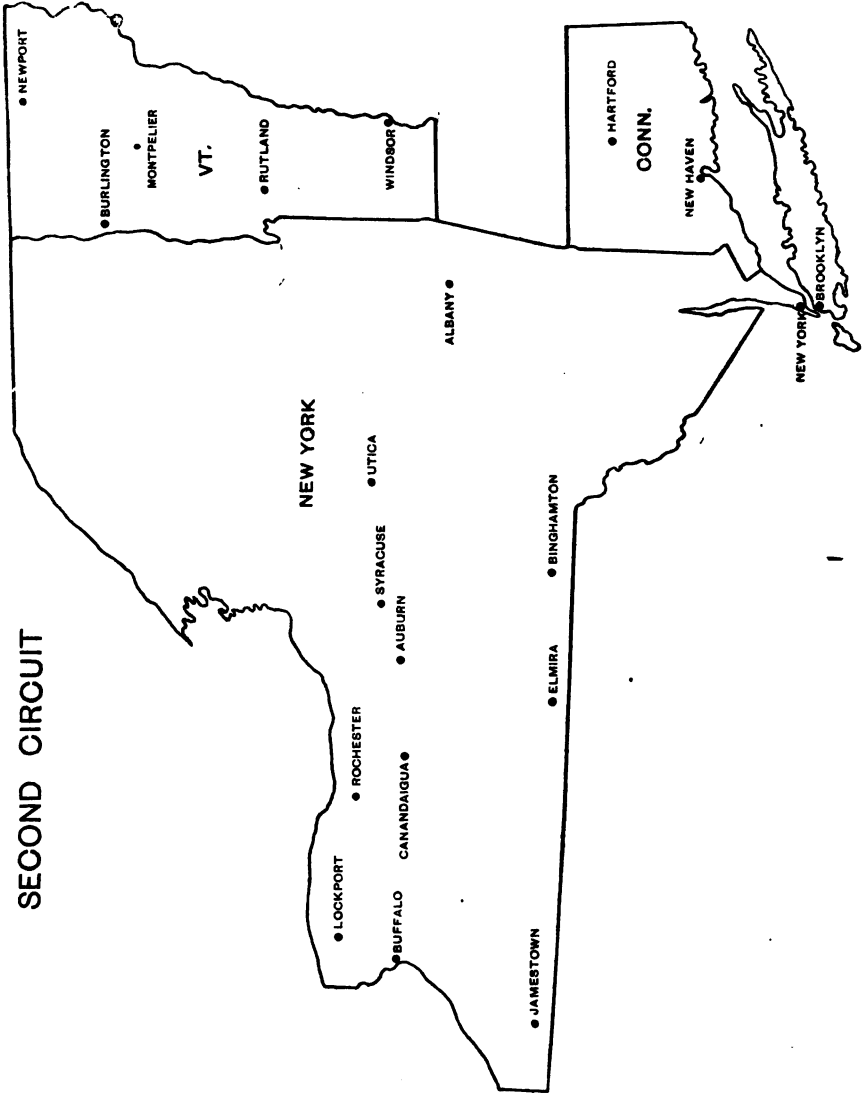 SECOND CIRCUIT
NEWPORT
BURLINGTON
MONTPELIER
VT.
RUTLAND
WINDSOR
NEW YORK
LOCKPORT
ROCHESTER
BUFFALO
CANANDAIGUA
SYRACUSE
AUBURN
UTICA
ALBANY
JAMESTOWN
ELMIRA
BINGHAMTON
HARTFORD
CONN.
NEW HAVEN
NEW YORK
BROOKLYN